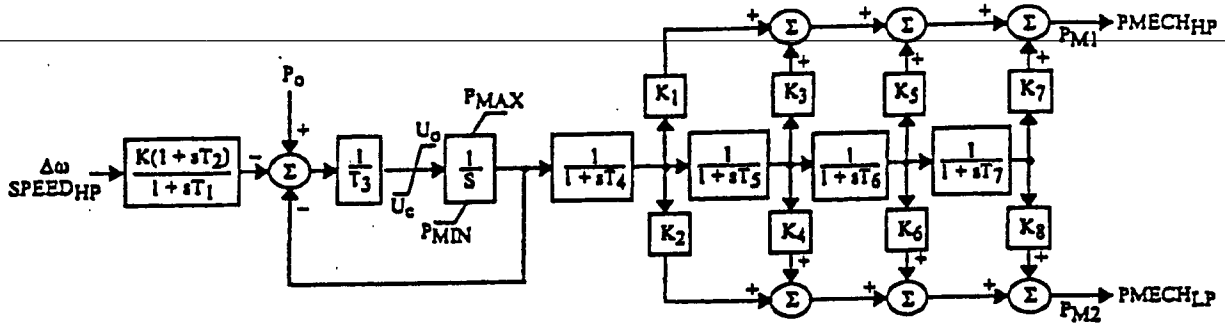 P_o
Δω
SPEED_HP
K(1 + sT_2)
1 + sT_1
+
-
Σ
-
1
T_3
U_o
U_c
P_MAX
1
S
P_MIN
1
1 + sT_4
1
1 + sT_5
1
1 + sT_6
1
1 + sT_7
K_1
K_3
K_5
K_7
K_2
K_4
K_6
K_8
+ Σ + Σ + Σ P_M1 PMECH_HP
+ + +
+ + +
+ Σ + Σ + Σ P_M2 PMECH_LP